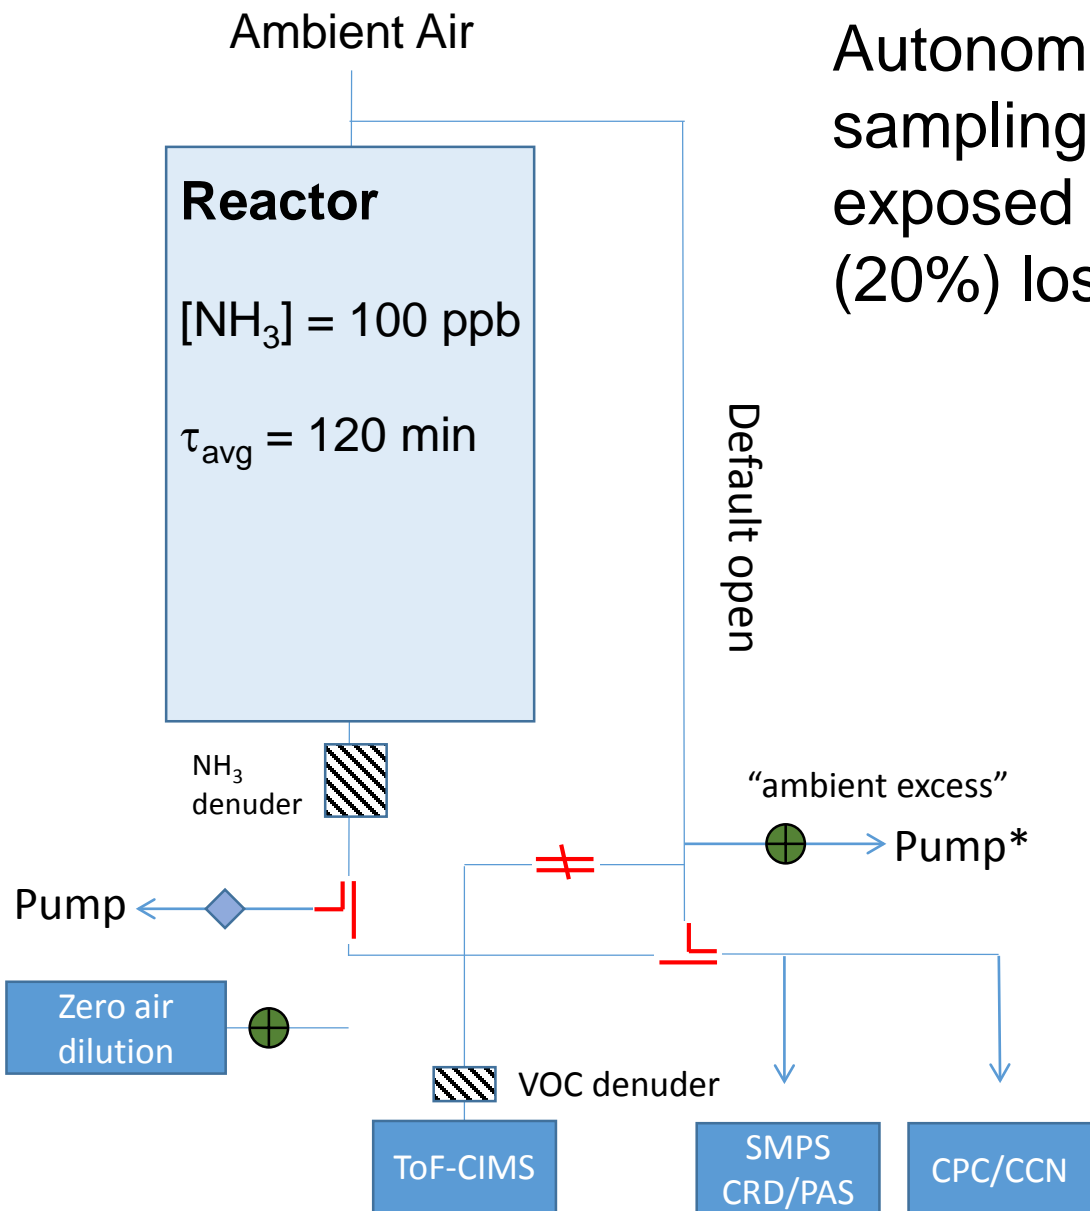 Ambient Air
Autonom
sampling
exposed
(20%) los
Reactor
[NH₃] = 100 ppb
τavg = 120 min
Default open
NH₃
denuder
“ambient excess”
Pump*
Pump
Zero air
dilution
VOC denuder
ToF-CIMS
SMPS
CRD/PAS
CPC/CCN